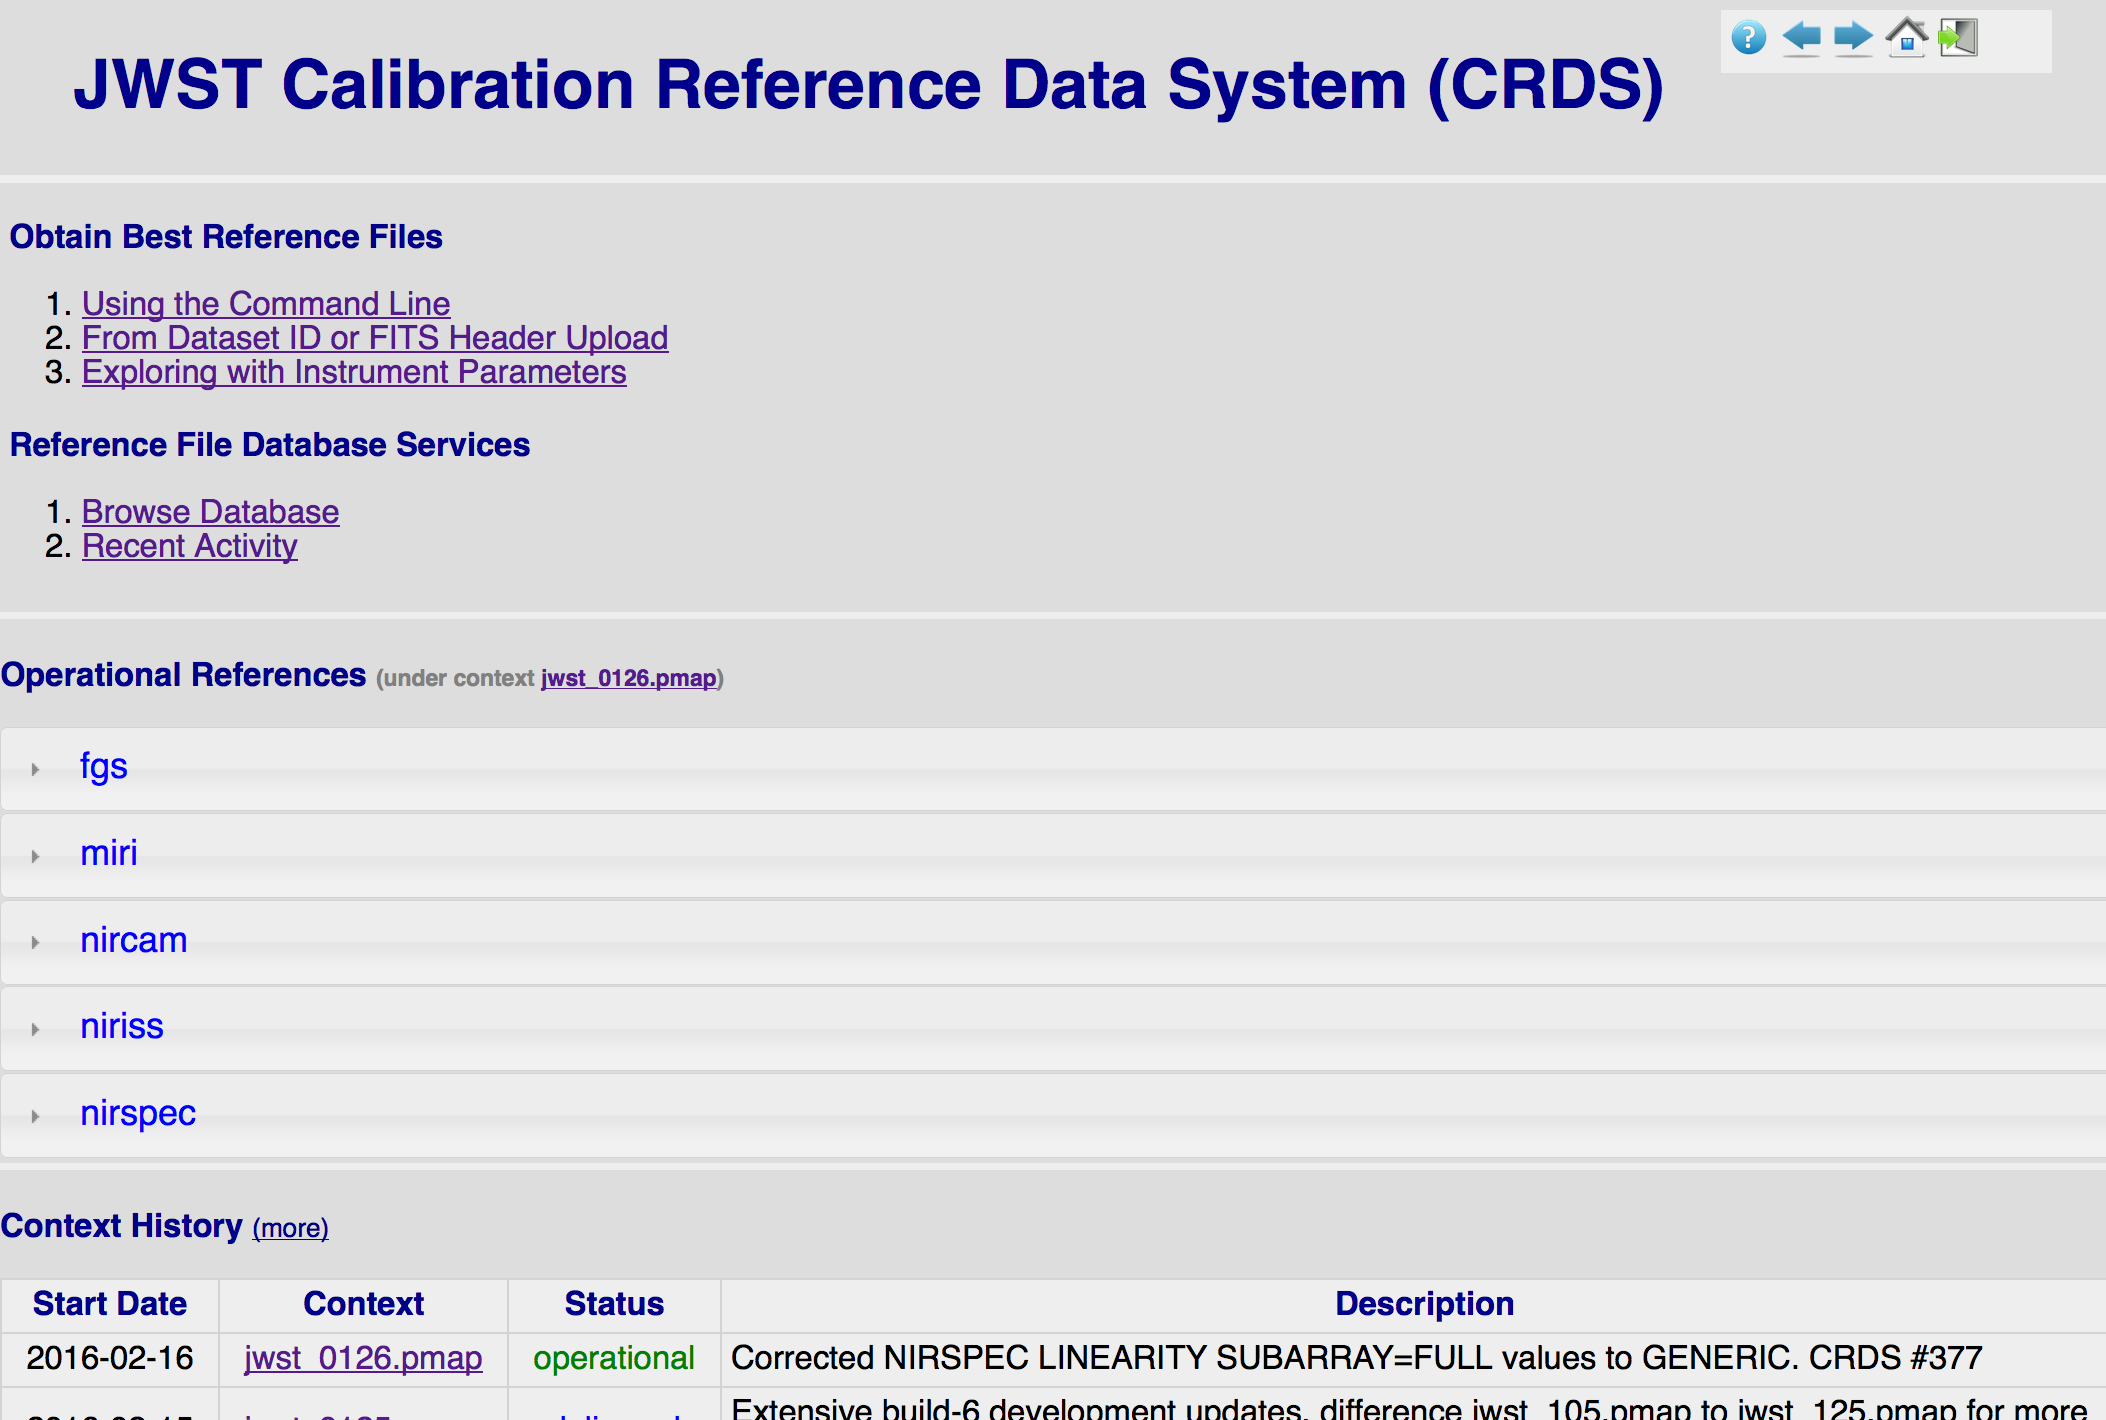 JWST Calibration Reference Data System (CRDS)
Obtain Best Reference Files
1. Using the Command Line
2. From Dataset ID or FITS Header Upload
3. Exploring with Instrument Parameters
Reference File Database Services
1. Browse Database
2. Recent Activity
Operational References (under context jwst_0126.pmap)
fgs
miri
nircam
niriss
nirspec
Context History (more)
Start Date Context Status Description
2016-02-16 jwst_0126.pmap operational Corrected NIRSPEC LINEARITY SUBARRAY=FULL values to GENERIC. CRDS #377
Extensive build-6 development updates, difference jwst_105.pmap to jwst_125.pmap for more